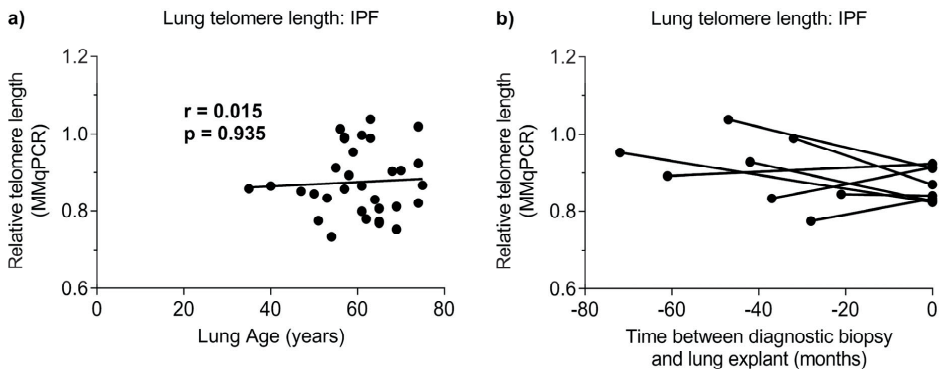 a)
Lung telomere length: IPF
Relative telomere length
(MMqPCR)
1.2
1.0
0.8
0.6
r = 0.015
p = 0.935
0
20
40
60
80
Lung Age (years)
b)
Lung telomere length: IPF
Relative telomere length
(MMqPCR)
1.2
1.0
0.8
0.6
-80
-60
-40
-20
0
Time between diagnostic biopsy
and lung explant (months)